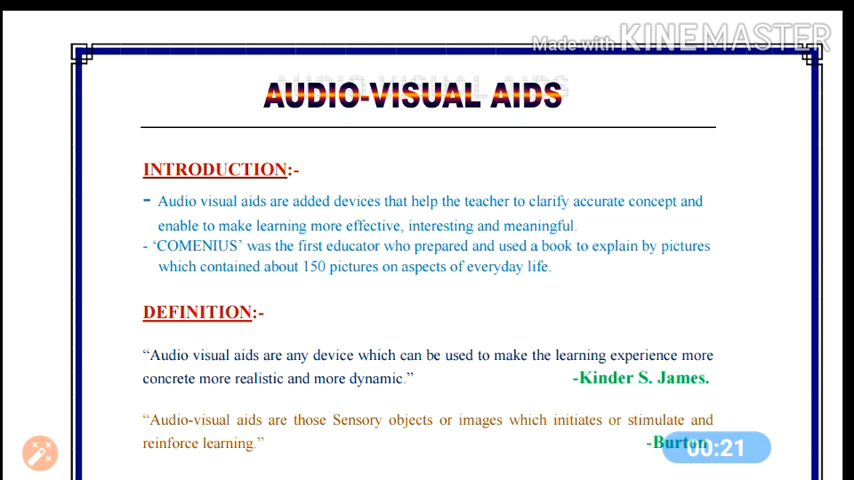 Made with KINEMASTER
AUDIO-VISUAL AIDS
INTRODUCTION:-
- Audio visual aids are added devices that help the teacher to clarify accurate concept and
enable to make learning more effective, interesting and meaningful.
- ‘COMENIUS’ was the first educator who prepared and used a book to explain by pictures
which contained about 150 pictures on aspects of everyday life.
DEFINITION:-
“Audio visual aids are any device which can be used to make the learning experience more
concrete more realistic and more dynamic.” -Kinder S. James.
“Audio-visual aids are those Sensory objects or images which initiates or stimulate and
reinforce learning.” -Burton
00:21